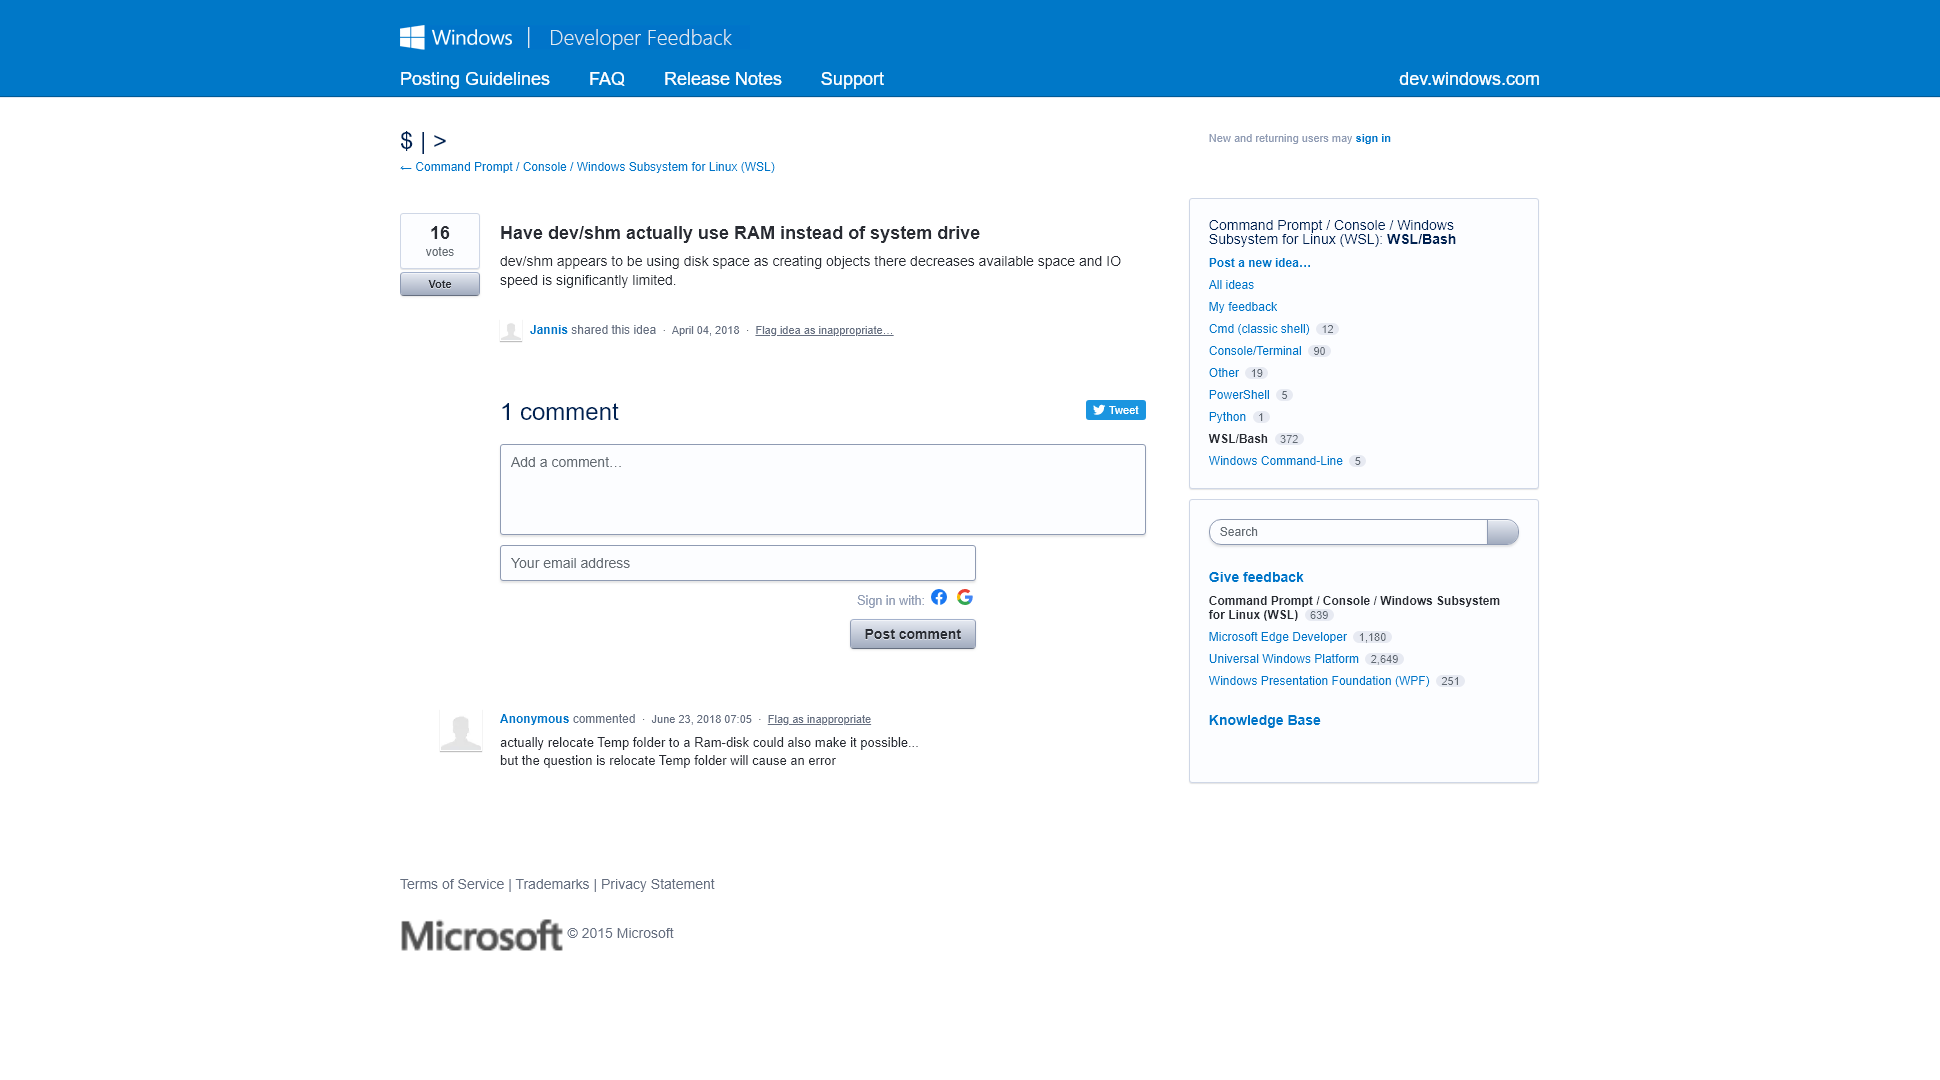 Windows | Developer Feedback
Posting Guidelines FAQ Release Notes Support dev.windows.com
$ | >
← Command Prompt / Console / Windows Subsystem for Linux (WSL)
16
votes
Vote
Have dev/shm actually use RAM instead of system drive
dev/shm appears to be using disk space as creating objects there decreases available space and IO
speed is significantly limited.
Jannis shared this idea · April 04, 2018 · Flag idea as inappropriate…
1 comment
Tweet
Add a comment…
Your email address
Sign in with:
Post comment
Anonymous commented · June 23, 2018 07:05 · Flag as inappropriate
actually relocate Temp folder to a Ram-disk could also make it possible...
but the question is relocate Temp folder will cause an error
New and returning users may sign in
Command Prompt / Console / Windows
Subsystem for Linux (WSL): WSL/Bash
Post a new idea…
All ideas
My feedback
Cmd (classic shell) 12
Console/Terminal 90
Other 19
PowerShell 5
Python 1
WSL/Bash 372
Windows Command-Line 5
Search
Give feedback
Command Prompt / Console / Windows Subsystem
for Linux (WSL) 639
Microsoft Edge Developer 1,180
Universal Windows Platform 2,649
Windows Presentation Foundation (WPF) 251
Knowledge Base
Terms of Service | Trademarks | Privacy Statement
Microsoft © 2015 Microsoft